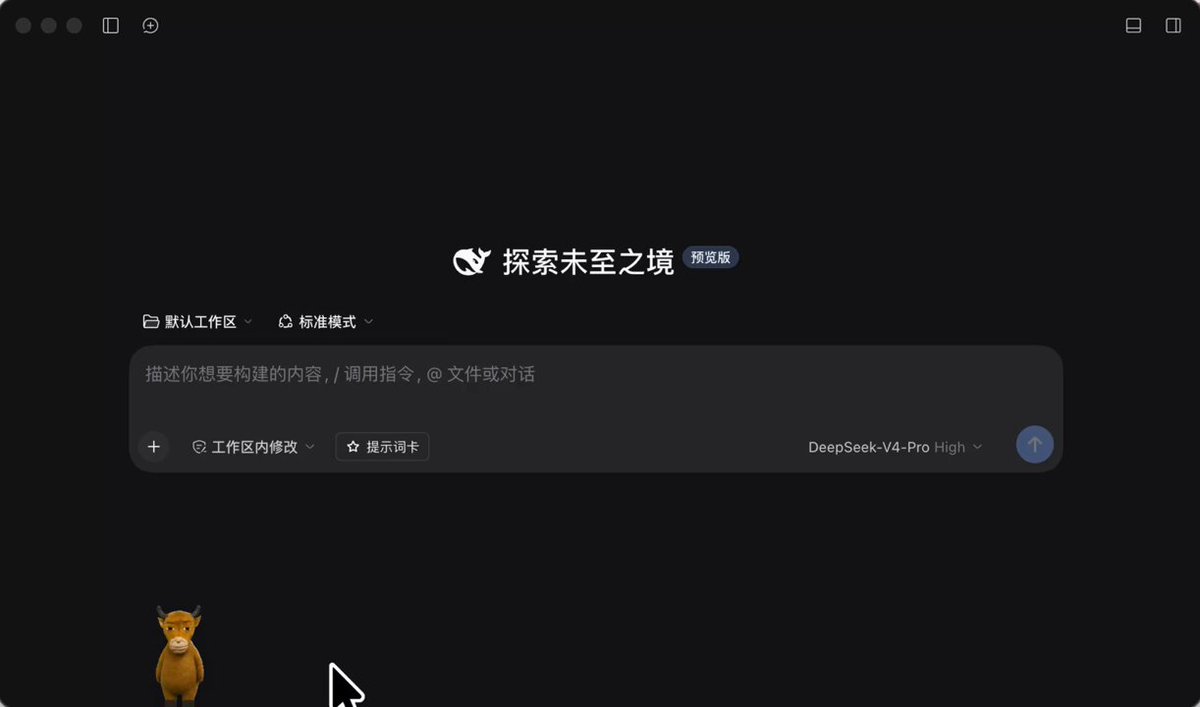 探索未至之境 预览版
默认工作区 标准模式
描述你想要构建的内容, / 调用指令, @ 文件或对话
工作区内修改 提示词卡 DeepSeek-V4-Pro High